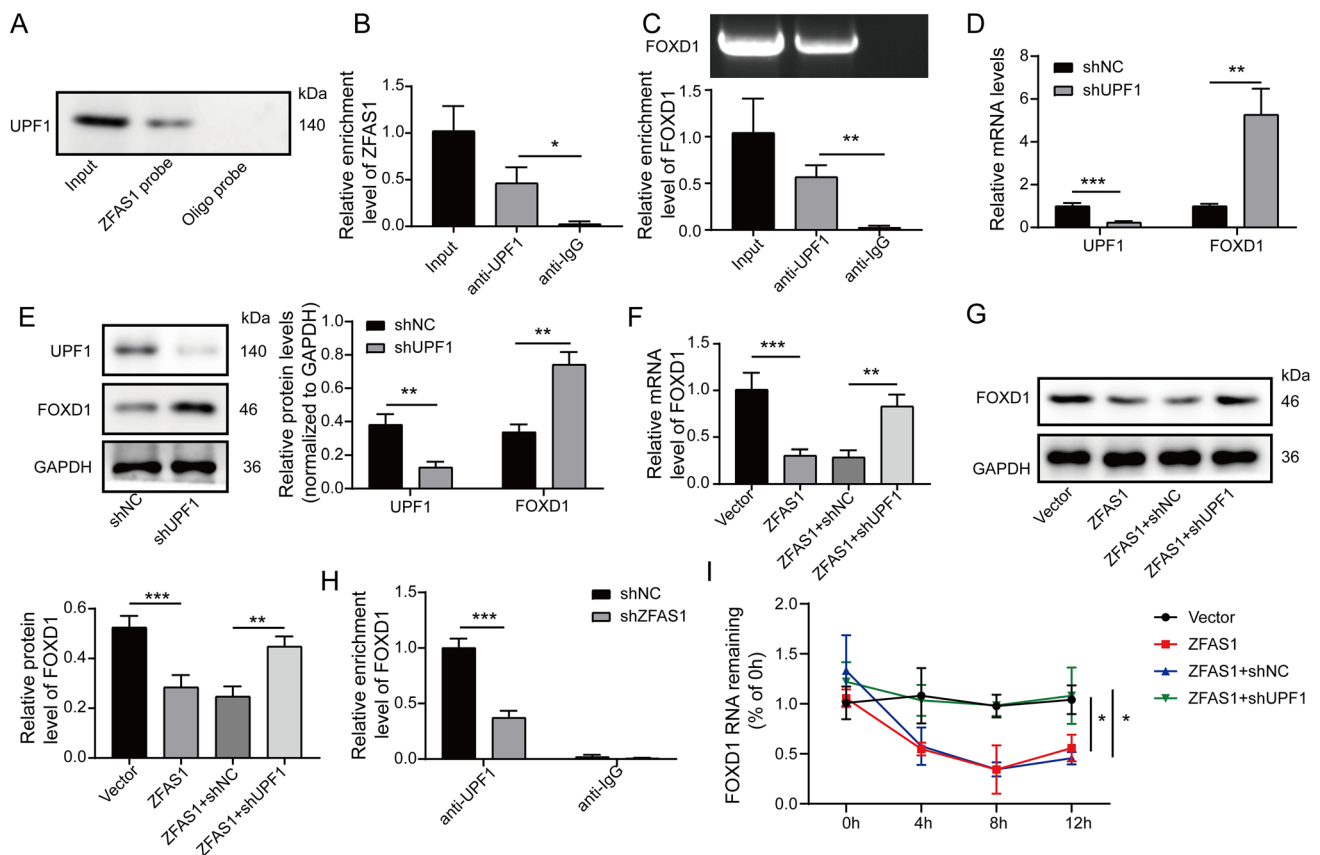 A
kDa
UPF1
140
Input
ZFAS1 probe
Oligo probe
B
Relative enrichment
level of ZFAS1
1.5
1.0
0.5
0.0
*
Input
anti-UPF1
anti-IgG
C
FOXD1
Relative enrichment
level of FOXD1
1.5
1.0
0.5
0.0
**
Input
anti-UPF1
anti-IgG
D
Relative mRNA levels
8
6
4
2
0
shNC
shUPF1
***
**
UPF1
FOXD1
E
kDa
UPF1
140
FOXD1
46
GAPDH
36
shNC
shUPF1
Relative protein levels
(normalized to GAPDH)
1.0
0.8
0.6
0.4
0.2
0.0
shNC
shUPF1
**
**
UPF1
FOXD1
F
Relative mRNA
level of FOXD1
1.5
1.0
0.5
0.0
***
**
Vector
ZFAS1
ZFAS1+shNC
ZFAS1+shUPF1
G
kDa
FOXD1
46
GAPDH
36
Vector
ZFAS1
ZFAS1+shNC
ZFAS1+shUPF1
Relative protein
level of FOXD1
0.6
0.4
0.2
0.0
***
**
Vector
ZFAS1
ZFAS1+shNC
ZFAS1+shUPF1
H
Relative enrichment
level of FOXD1
1.5
1.0
0.5
0.0
shNC
shZFAS1
***
anti-UPF1
anti-IgG
I
FOXD1 RNA remaining
(% of 0h)
2.0
1.5
1.0
0.5
0.0
0h
4h
8h
12h
Vector
ZFAS1
ZFAS1+shNC
ZFAS1+shUPF1
*
*